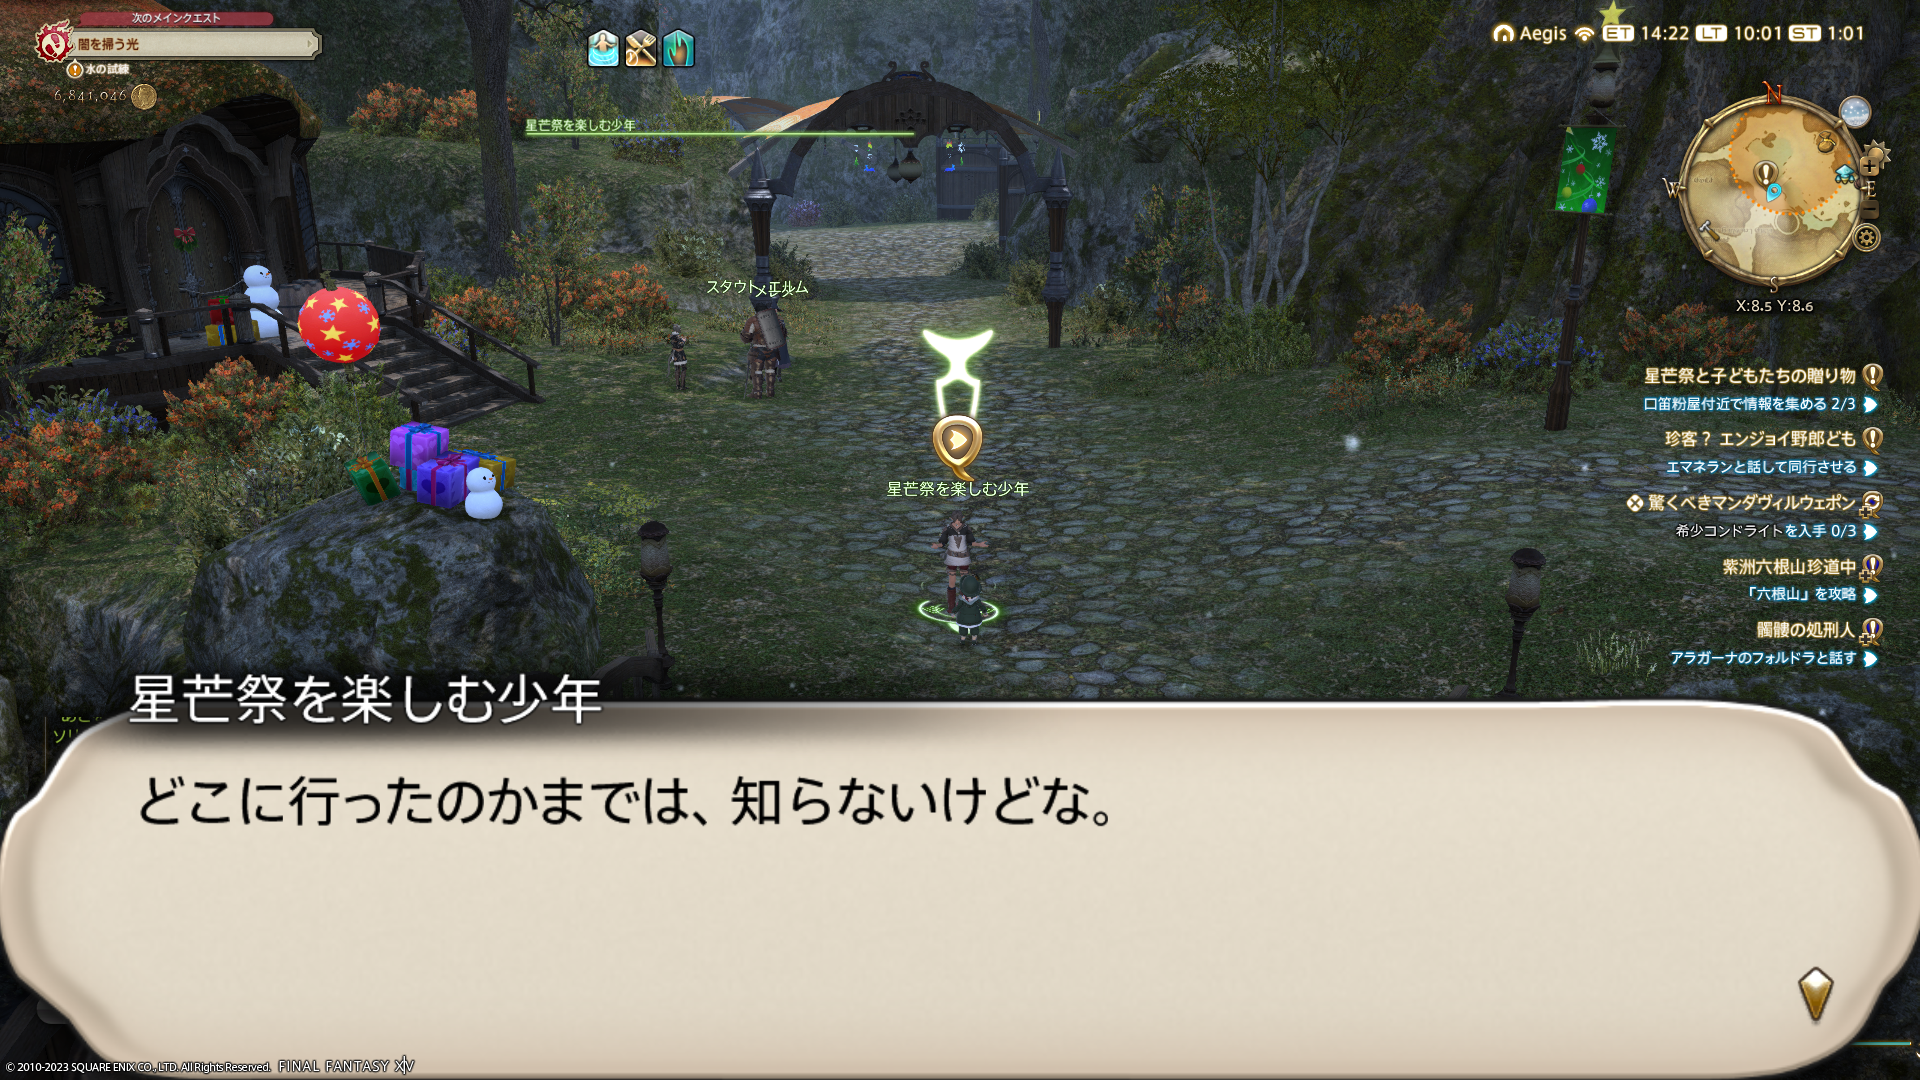 次のメインクエスト
闇を掃う光
水の試練
6,841,046
Aegis ET 14:22 LT 10:01 ST 1:01
星芒祭を楽しむ少年
N
W
E
S
X:8.5 Y:8.6
スタウト・エルム
星芒祭と子どもたちの贈り物
口笛粉屋付近で情報を集める 2/3
珍客？ エンジョイ野郎ども
エマネランと話して同行させる
驚くべきマンダヴィルウェポン
希少コンドライトを入手 0/3
紫洲六根山珍道中
「六根山」を攻略
髑髏の処刑人
アラガーナのフォルドラと話す
星芒祭を楽しむ少年
星芒祭を楽しむ少年
どこに行ったのかまでは、知らないけどな。
© 2010-2023 SQUARE ENIX CO., LTD. All Rights Reserved. FINAL FANTASY XIV